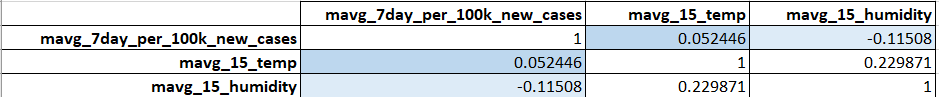 mavg_7day_per_100k_new_cases mavg_15_temp mavg_15_humidity
mavg_7day_per_100k_new_cases 1 0.052446 -0.11508
mavg_15_temp 0.052446 1 0.229871
mavg_15_humidity -0.11508 0.229871 1